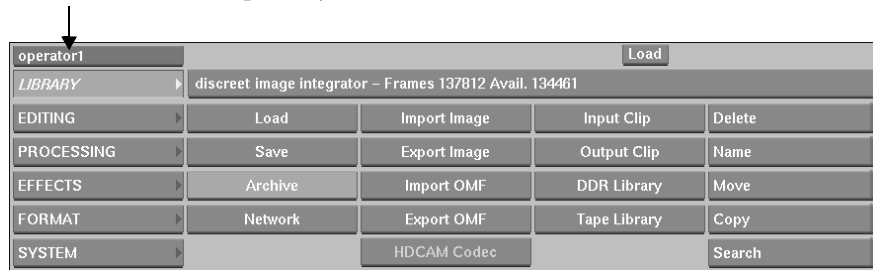 operator1 Load
LIBRARY discreet image integrator – Frames 137812 Avail. 134461
EDITING Load Import Image Input Clip Delete
PROCESSING Save Export Image Output Clip Name
EFFECTS Archive Import OMF DDR Library Move
FORMAT Network Export OMF Tape Library Copy
SYSTEM HDCAM Codec Search